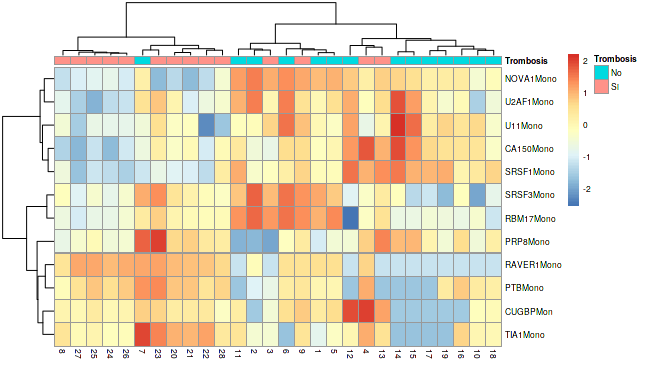 Trombosis
NOVA1Mono
U2AF1Mono
U11Mono
CA150Mono
SRSF1Mono
SRSF3Mono
RBM17Mono
PRP8Mono
RAVER1Mono
PTBMono
CUGBPMon
TIA1Mono
8 27 25 24 26 7 23 20 21 22 28 11 2 3 6 9 1 5 12 4 13 14 15 17 19 16 10 18
2
1
0
-1
-2
Trombosis
No
SI